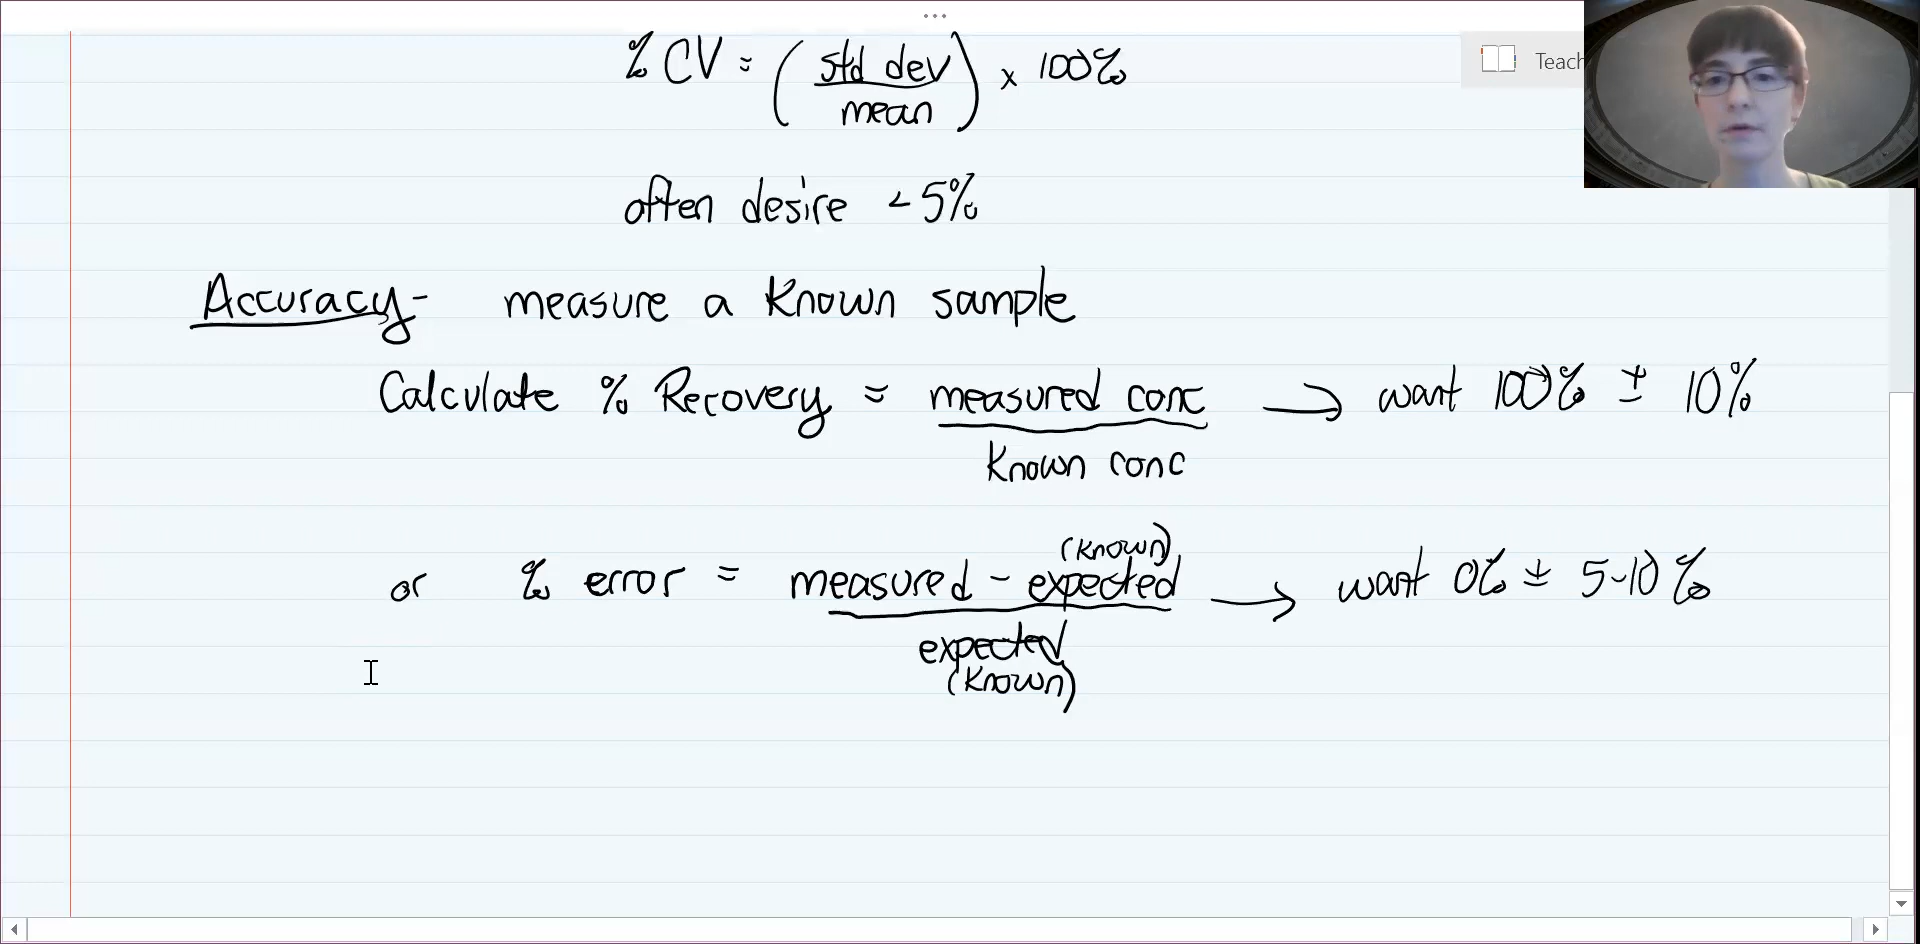 % CV = (std dev / mean) x 100%
Teach
often desire < 5%
Accuracy- measure a known sample
Calculate % Recovery = measured conc / known conc → want 100% ± 10%
or % error = measured - expected (known) / expected (known) → want 0% ± 5-10%